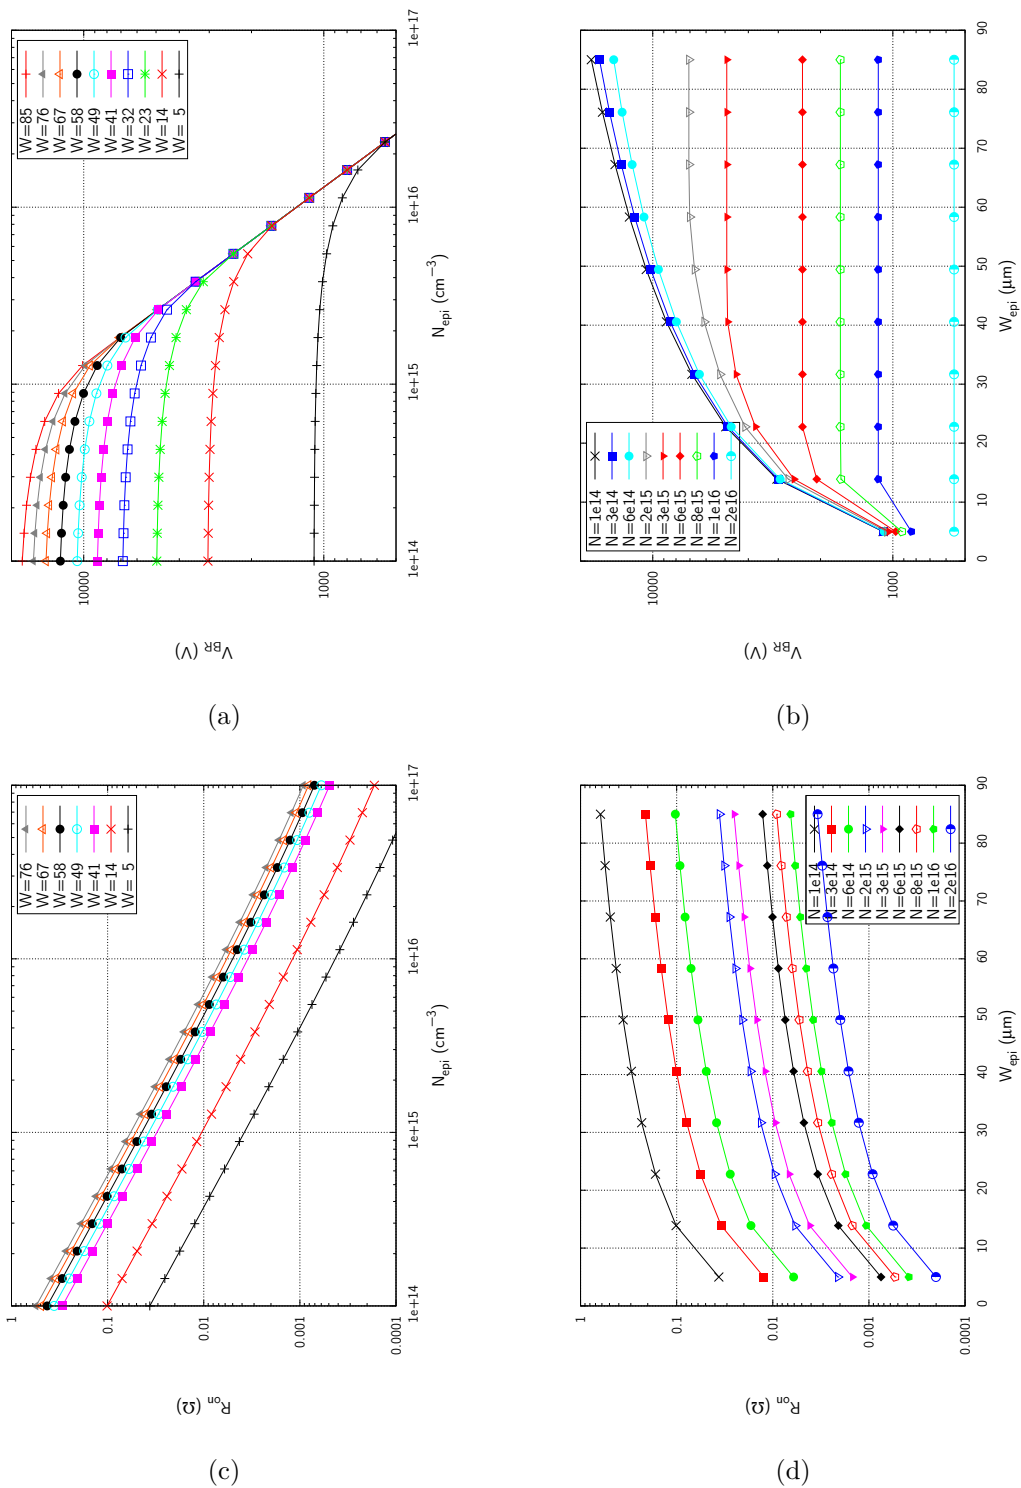 V_BR (V)
10000
1000
1e+14
1e+15
1e+16
1e+17
N_epi (cm⁻³)
W=85
W=76
W=67
W=58
W=49
W=41
W=32
W=23
W=14
W= 5
(a)
V_BR (V)
10000
1000
0
10
20
30
40
50
60
70
80
90
W_epi (μm)
N=1e14
N=3e14
N=6e14
N=2e15
N=3e15
N=6e15
N=8e15
N=1e16
N=2e16
(b)
R_on (Ω)
1
0.1
0.01
0.001
0.0001
1e+14
1e+15
1e+16
1e+17
N_epi (cm⁻³)
W=76
W=67
W=58
W=49
W=41
W=14
W= 5
(c)
R_on (Ω)
1
0.1
0.01
0.001
0.0001
0
10
20
30
40
50
60
70
80
90
W_epi (μm)
N=1e14
N=3e14
N=6e14
N=2e15
N=3e15
N=6e15
N=8e15
N=1e16
N=2e16
(d)